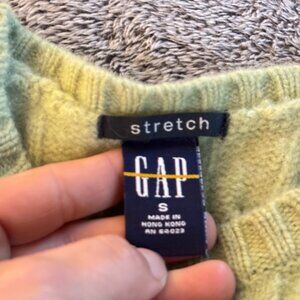 stretch
GAP
S
MADE IN
HONG KONG
RN 54023